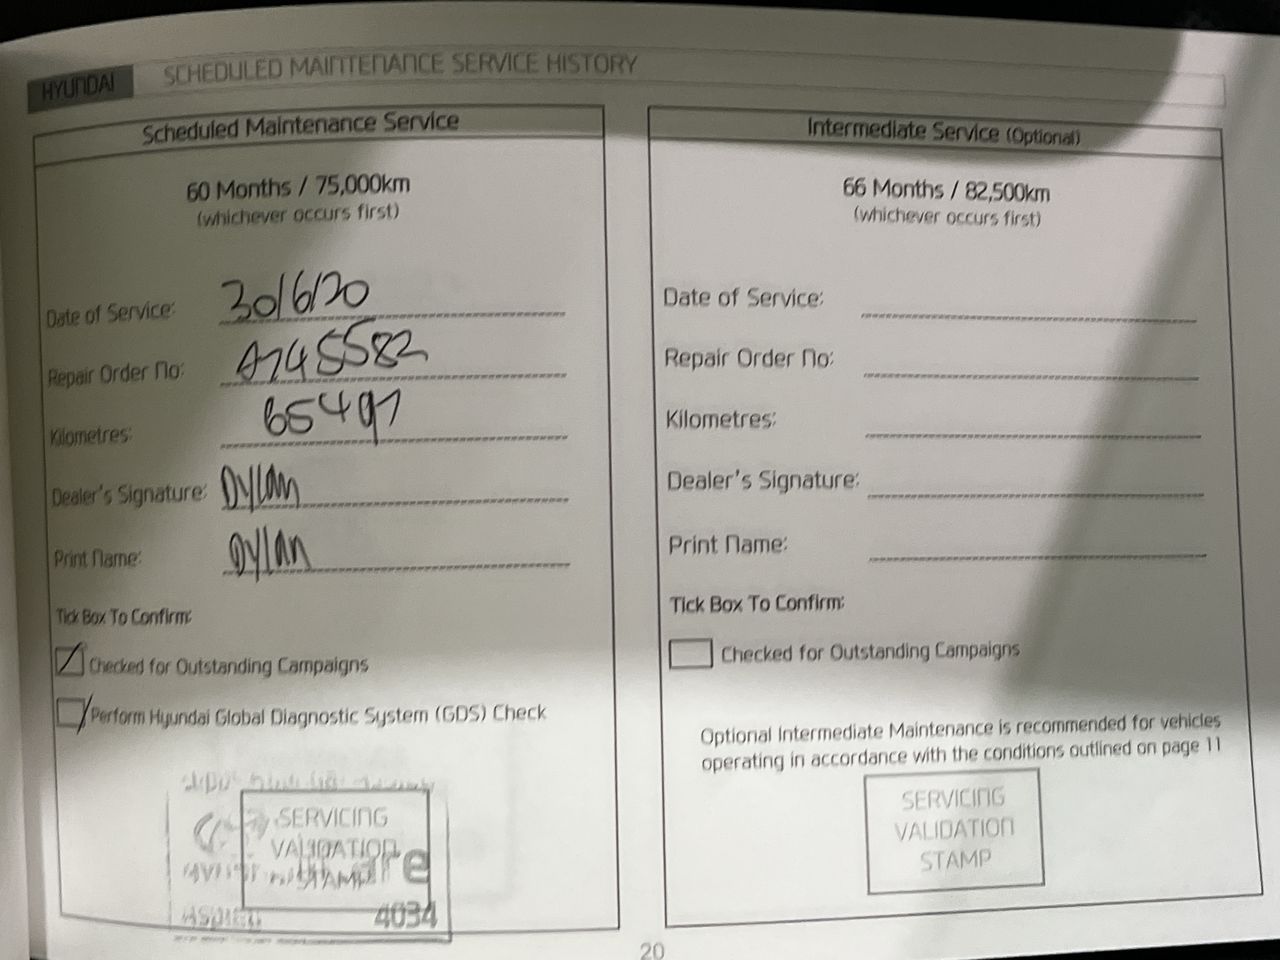 HYUNDAI SCHEDULED MAINTENANCE SERVICE HISTORY
Scheduled Maintenance Service
60 Months / 75,000km
(whichever occurs first)
Date of Service: 30/6/20
Repair Order No: A745582
Kilometres: 65497
Dealer's Signature: Dylan
Print Name: Dylan
Tick Box To Confirm:
Checked for Outstanding Campaigns
Perform Hyundai Global Diagnostic System (GDS) Check
SERVICING
VALIDATION
STAMP
4034
Intermediate Service (Optional)
66 Months / 82,500km
(whichever occurs first)
Date of Service:
Repair Order No:
Kilometres:
Dealer's Signature:
Print Name:
Tick Box To Confirm:
Checked for Outstanding Campaigns
Optional Intermediate Maintenance is recommended for vehicles
operating in accordance with the conditions outlined on page 11
SERVICING
VALIDATION
STAMP
20